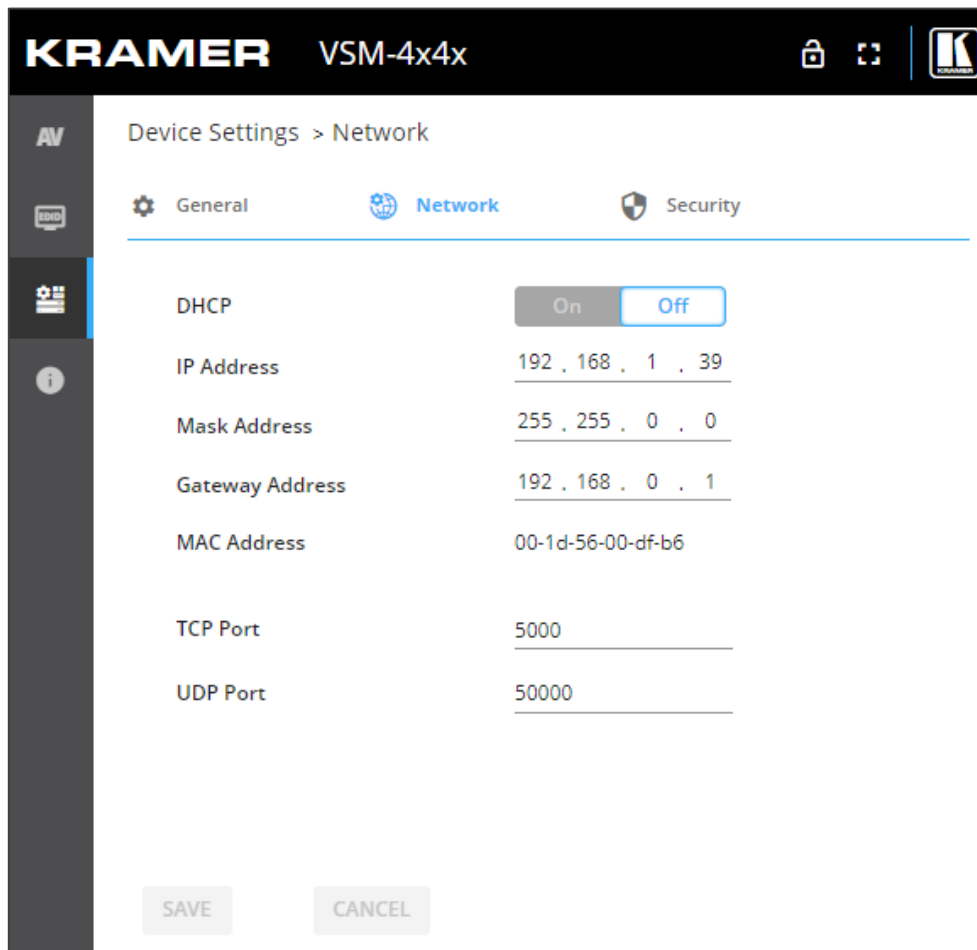 KRAMER VSM-4x4x
KRAMER
AV
Device Settings > Network
EDID
General Network Security
DHCP On Off
IP Address 192 . 168 . 1 . 39
Mask Address 255 . 255 . 0 . 0
Gateway Address 192 . 168 . 0 . 1
MAC Address 00-1d-56-00-df-b6
TCP Port 5000
UDP Port 50000
SAVE CANCEL